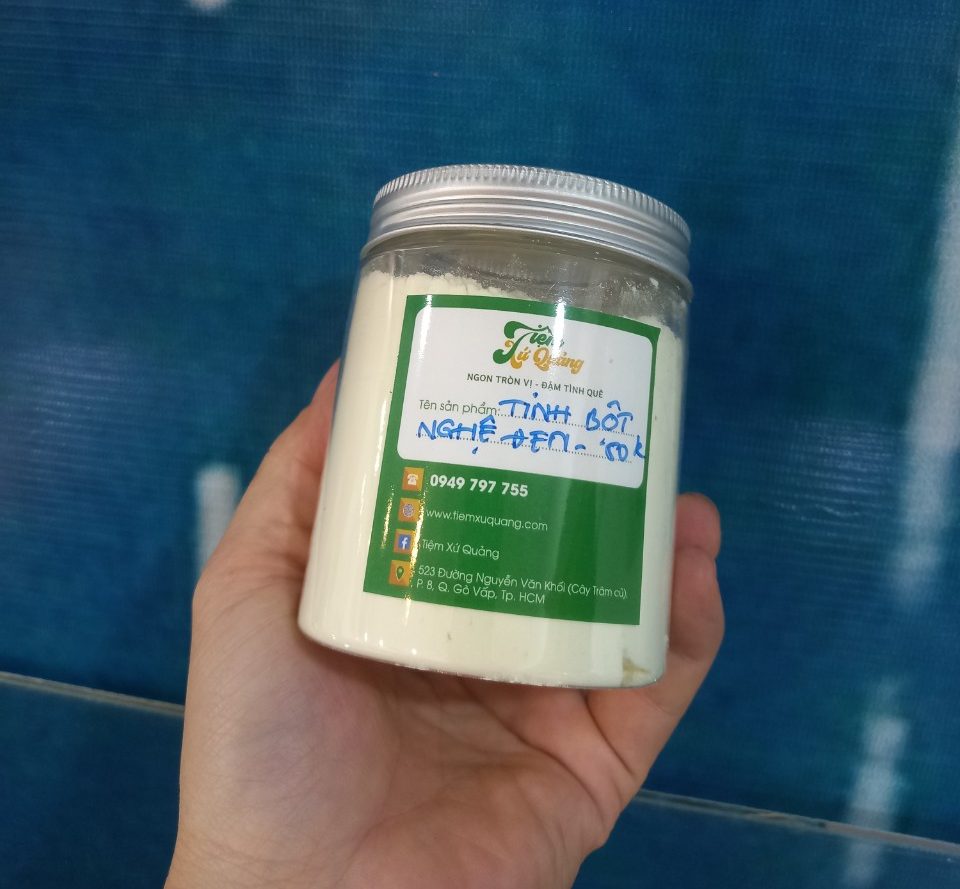 Tiệm
Xứ Quảng
NGON TRÒN VỊ - ĐẬM TÌNH QUÊ
Tên sản phẩm: TINH BÔT
NGHỆ ĐEN
0949 797 755
www.tiemxuquang.com
Tiệm Xứ Quảng
523 Đường Nguyễn Văn Khối (Cây Trâm cũ),
P. 8, Q. Gò Vấp, Tp. HCM